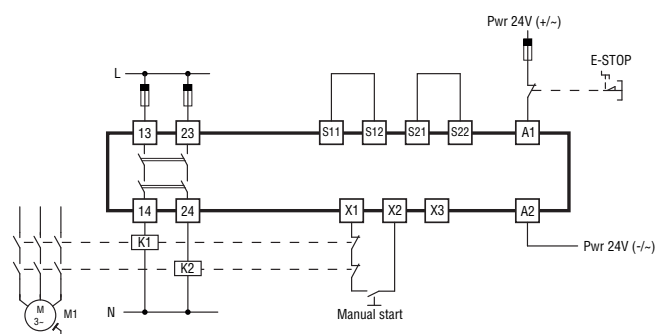 Pwr 24V (+/~)
E-STOP
L
13 23 S11 S12 S21 S22 A1
14 24 X1 X2 X3 A2
K1
Pwr 24V (-/~)
K2
M
3~
M1
N
Manual start